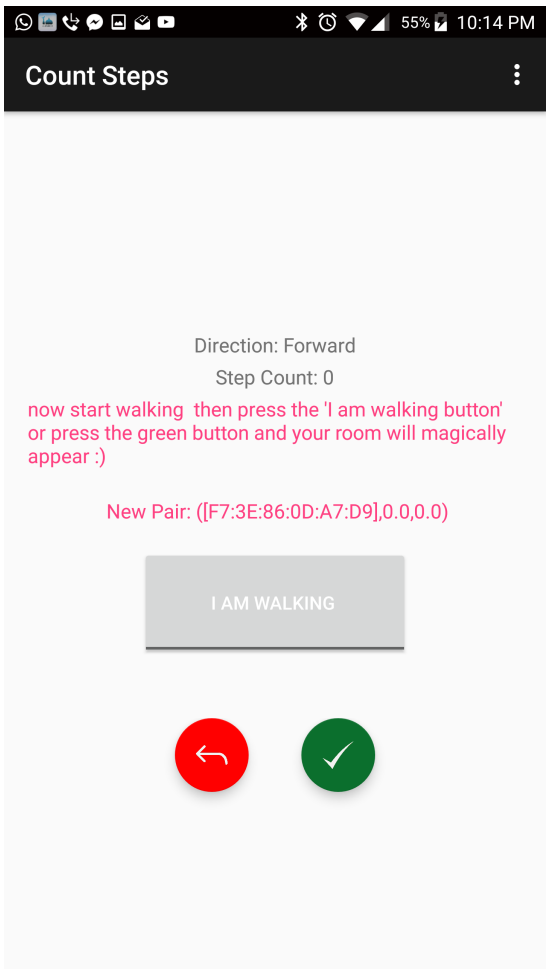 55% 10:14 PM
Count Steps
Direction: Forward
Step Count: 0
now start walking  then press the 'I am walking button'
or press the green button and your room will magically
appear :)
New Pair: ([F7:3E:86:0D:A7:D9],0.0,0.0)
I AM WALKING